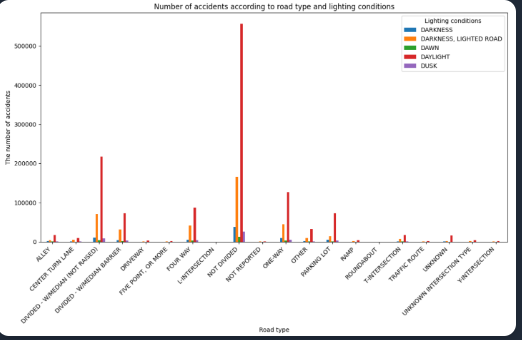 Number of accidents according to road type and lighting conditions
Lighting conditions
DARKNESS
DARKNESS, LIGHTED ROAD
DAWN
DAYLIGHT
DUSK
The number of accidents
500000
400000
300000
200000
100000
0
ALLEY
CENTER TURN LANE
DIVIDED - W/MEDIAN (NOT RAISED)
DIVIDED - W/MEDIAN BARRIER
DRIVEWAY
FIVE POINT, OR MORE
FOUR WAY
L-INTERSECTION
NOT DIVIDED
NOT REPORTED
ONE-WAY
OTHER
PARKING LOT
RAMP
ROUNDABOUT
T-INTERSECTION
TRAFFIC ROUTE
UNKNOWN
UNKNOWN INTERSECTION TYPE
Y-INTERSECTION
Road type